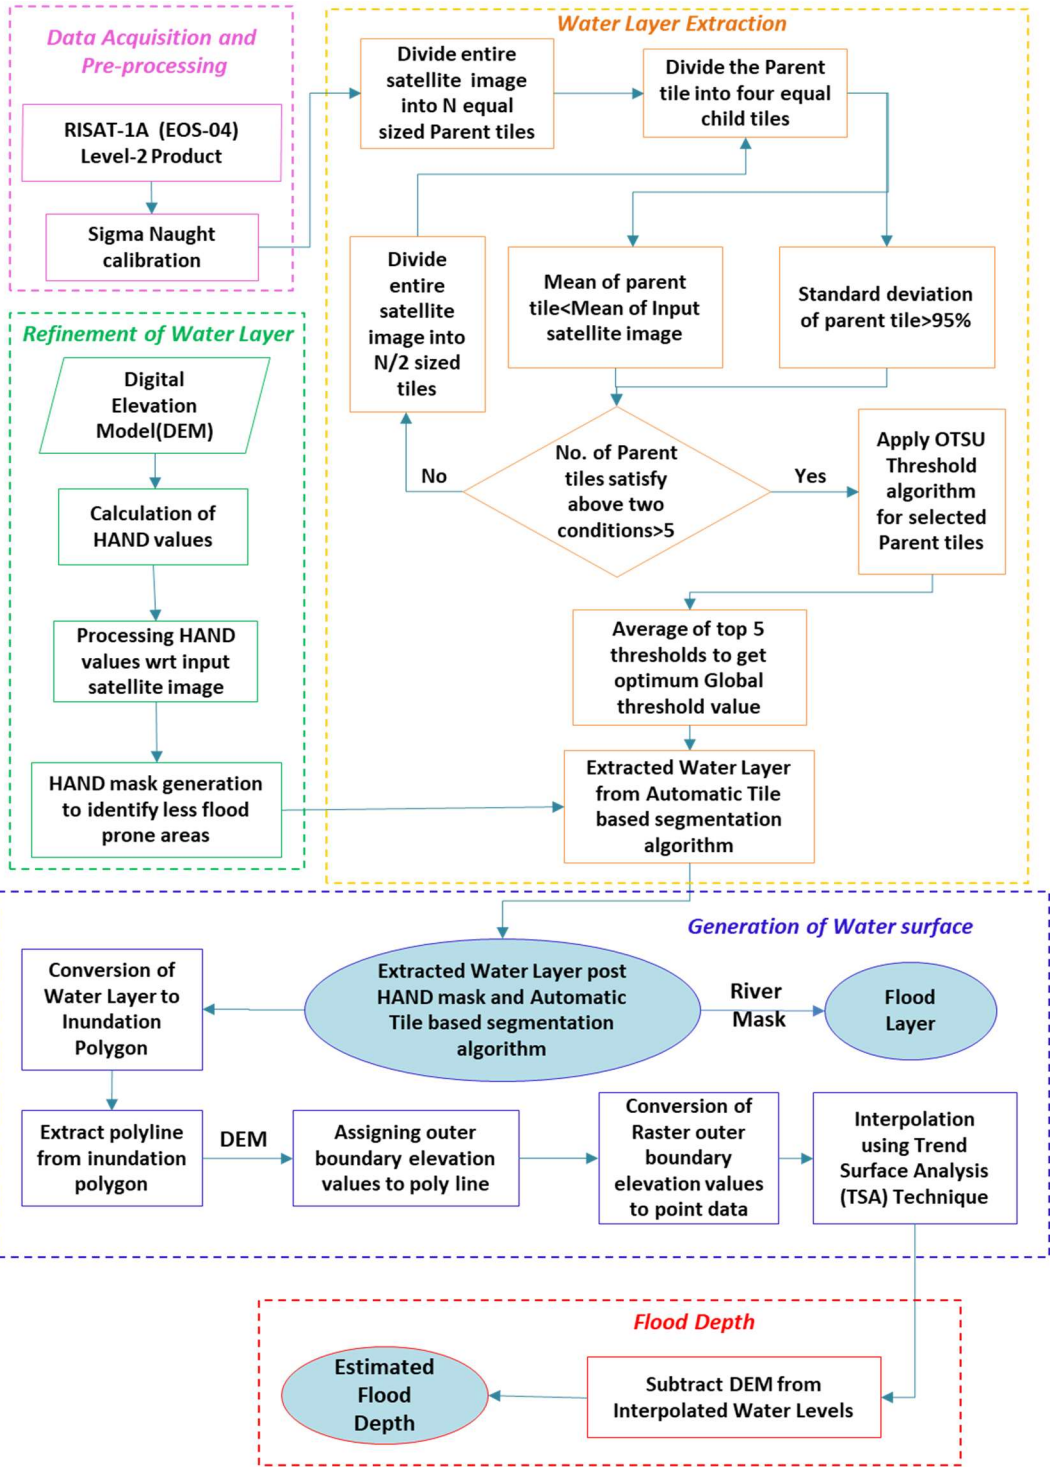 Data Acquisition and
Pre-processing
RISAT-1A (EOS-04)
Level-2 Product
Sigma Naught
calibration
Water Layer Extraction
Divide entire
satellite image
into N equal
sized Parent tiles
Divide the Parent
tile into four equal
child tiles
Divide
entire
satellite
image into
N/2 sized
tiles
Mean of parent
tile<Mean of Input
satellite image
Standard deviation
of parent tile>95%
No. of Parent
tiles satisfy
above two
conditions>5
No
Yes
Apply OTSU
Threshold
algorithm
for selected
Parent tiles
Average of top 5
thresholds to get
optimum Global
threshold value
Extracted Water Layer
from Automatic Tile
based segmentation
algorithm
Refinement of Water Layer
Digital
Elevation
Model(DEM)
Calculation of
HAND values
Processing HAND
values wrt input
satellite image
HAND mask generation
to identify less flood
prone areas
Generation of Water surface
Extracted Water Layer post
HAND mask and Automatic
Tile based segmentation
algorithm
River
Mask
Flood
Layer
Conversion of
Water Layer to
Inundation
Polygon
Extract polyline
from inundation
polygon
DEM
Assigning outer
boundary elevation
values to poly line
Conversion of
Raster outer
boundary
elevation values
to point data
Interpolation
using Trend
Surface Analysis
(TSA) Technique
Flood Depth
Subtract DEM from
Interpolated Water Levels
Estimated
Flood
Depth